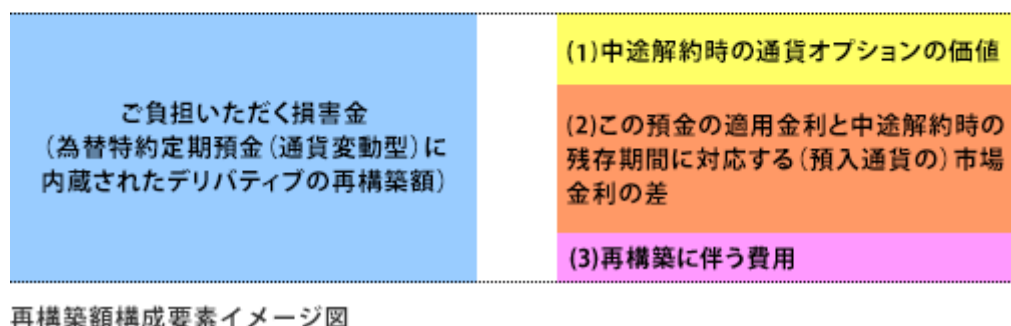 ご負担いただく損害金
（為替特約定期預金（通貨変動型）に
内蔵されたデリバティブの再構築額）
(1)中途解約時の通貨オプションの価値
(2)この預金の適用金利と中途解約時の
残存期間に対応する（預入通貨の）市場
金利の差
(3)再構築に伴う費用
再構築額構成要素イメージ図